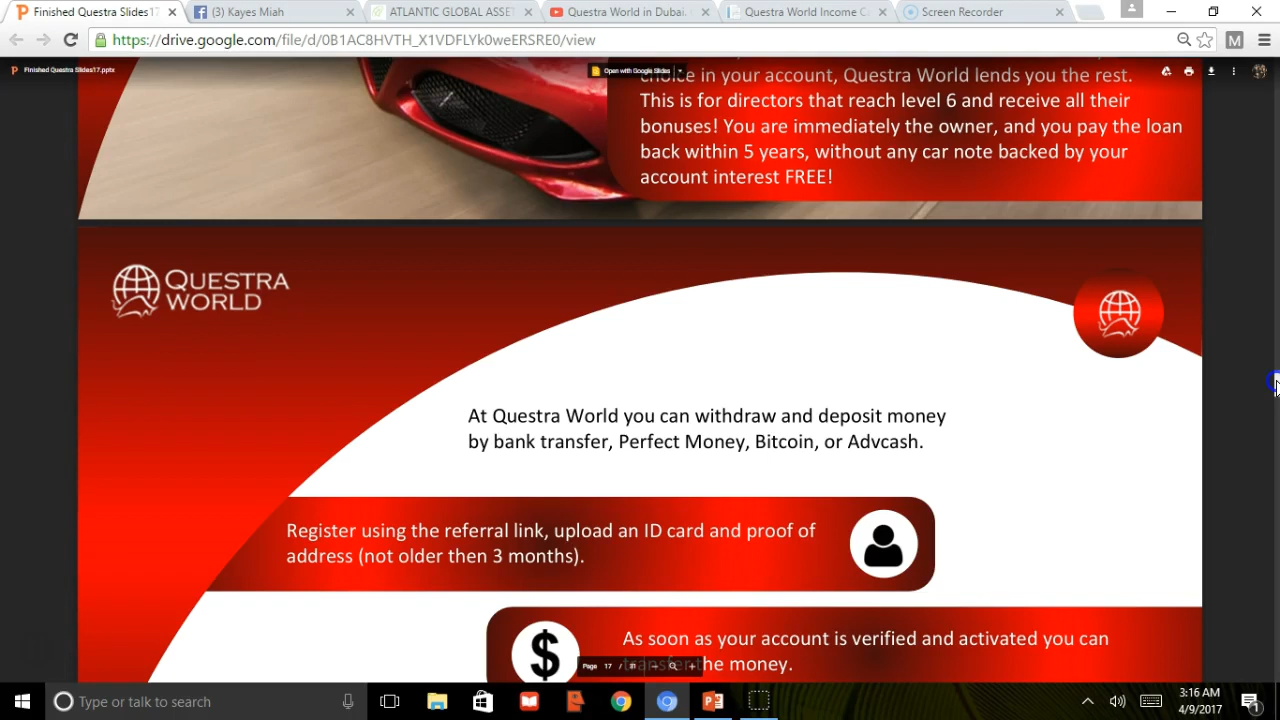 Finished Questra Slides17
(3) Kayes Miah
ATLANTIC GLOBAL ASSET
Questra World in Dubai.
Questra World Income C
Screen Recorder
https://drive.google.com/file/d/0B1AC8HVTH_X1VDFLYk0weERSRE0/view
M
Finished Questra Slides17.pptx
Open with Google Slides
choice in your account, Questra World lends you the rest.
This is for directors that reach level 6 and receive all their
bonuses! You are immediately the owner, and you pay the loan
back within 5 years, without any car note backed by your
account interest FREE!
QUESTRA
WORLD
At Questra World you can withdraw and deposit money
by bank transfer, Perfect Money, Bitcoin, or Advcash.
Register using the referral link, upload an ID card and proof of
address (not older then 3 months).
As soon as your account is verified and activated you can
transfer the money.
$
Page 17 / 31
Type or talk to search
3:16 AM
4/9/2017
1